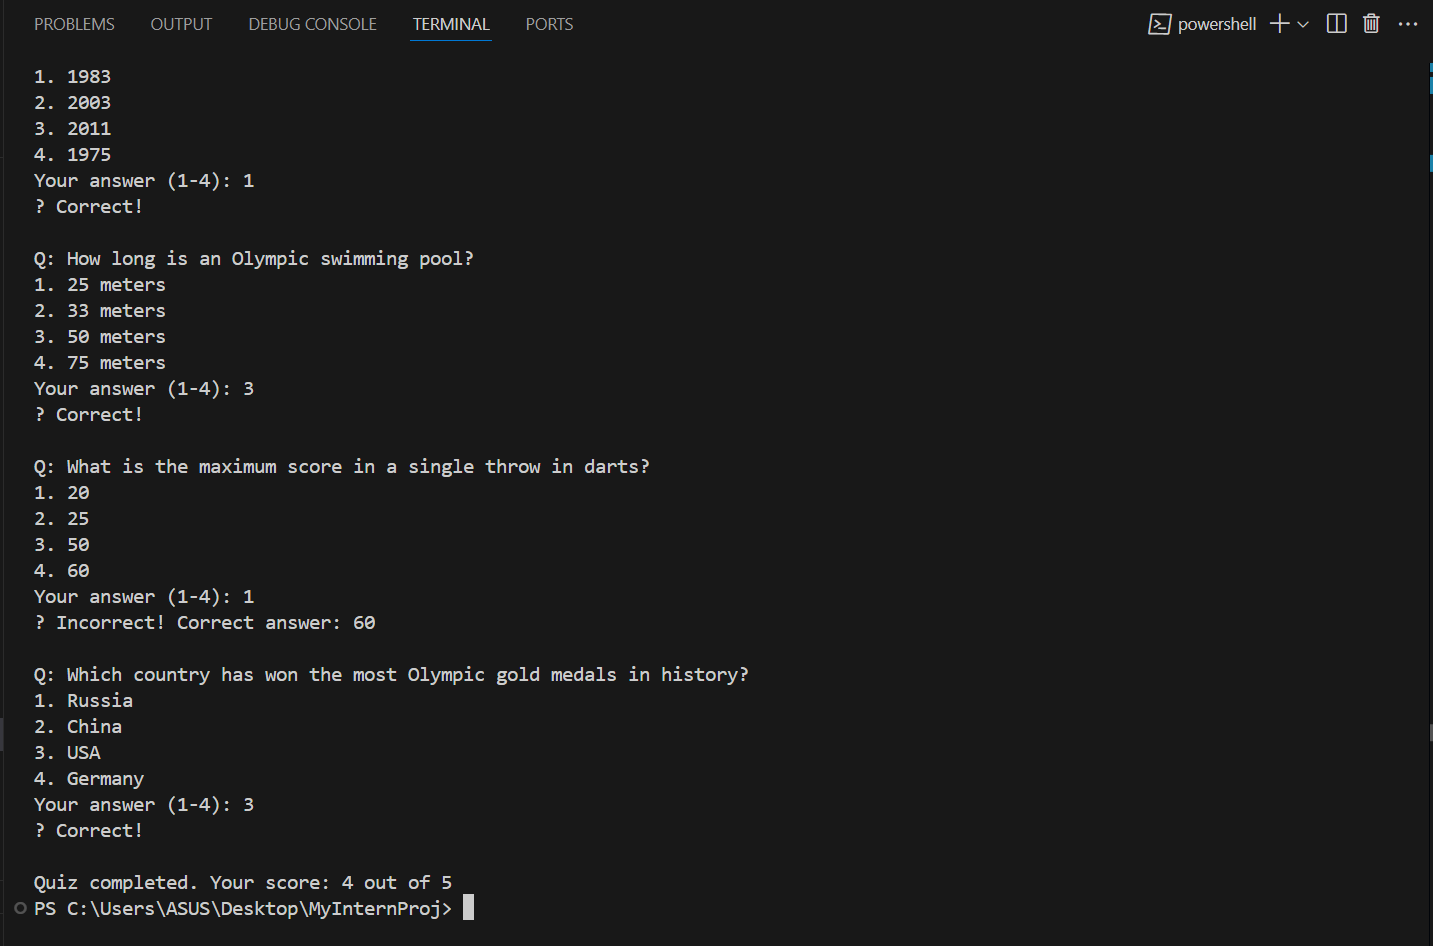 PROBLEMS OUTPUT DEBUG CONSOLE TERMINAL PORTS powershell
1. 1983
2. 2003
3. 2011
4. 1975
Your answer (1-4): 1
? Correct!
Q: How long is an Olympic swimming pool?
1. 25 meters
2. 33 meters
3. 50 meters
4. 75 meters
Your answer (1-4): 3
? Correct!
Q: What is the maximum score in a single throw in darts?
1. 20
2. 25
3. 50
4. 60
Your answer (1-4): 1
? Incorrect! Correct answer: 60
Q: Which country has won the most Olympic gold medals in history?
1. Russia
2. China
3. USA
4. Germany
Your answer (1-4): 3
? Correct!
Quiz completed. Your score: 4 out of 5
PS C:\Users\ASUS\Desktop\MyInternProj>